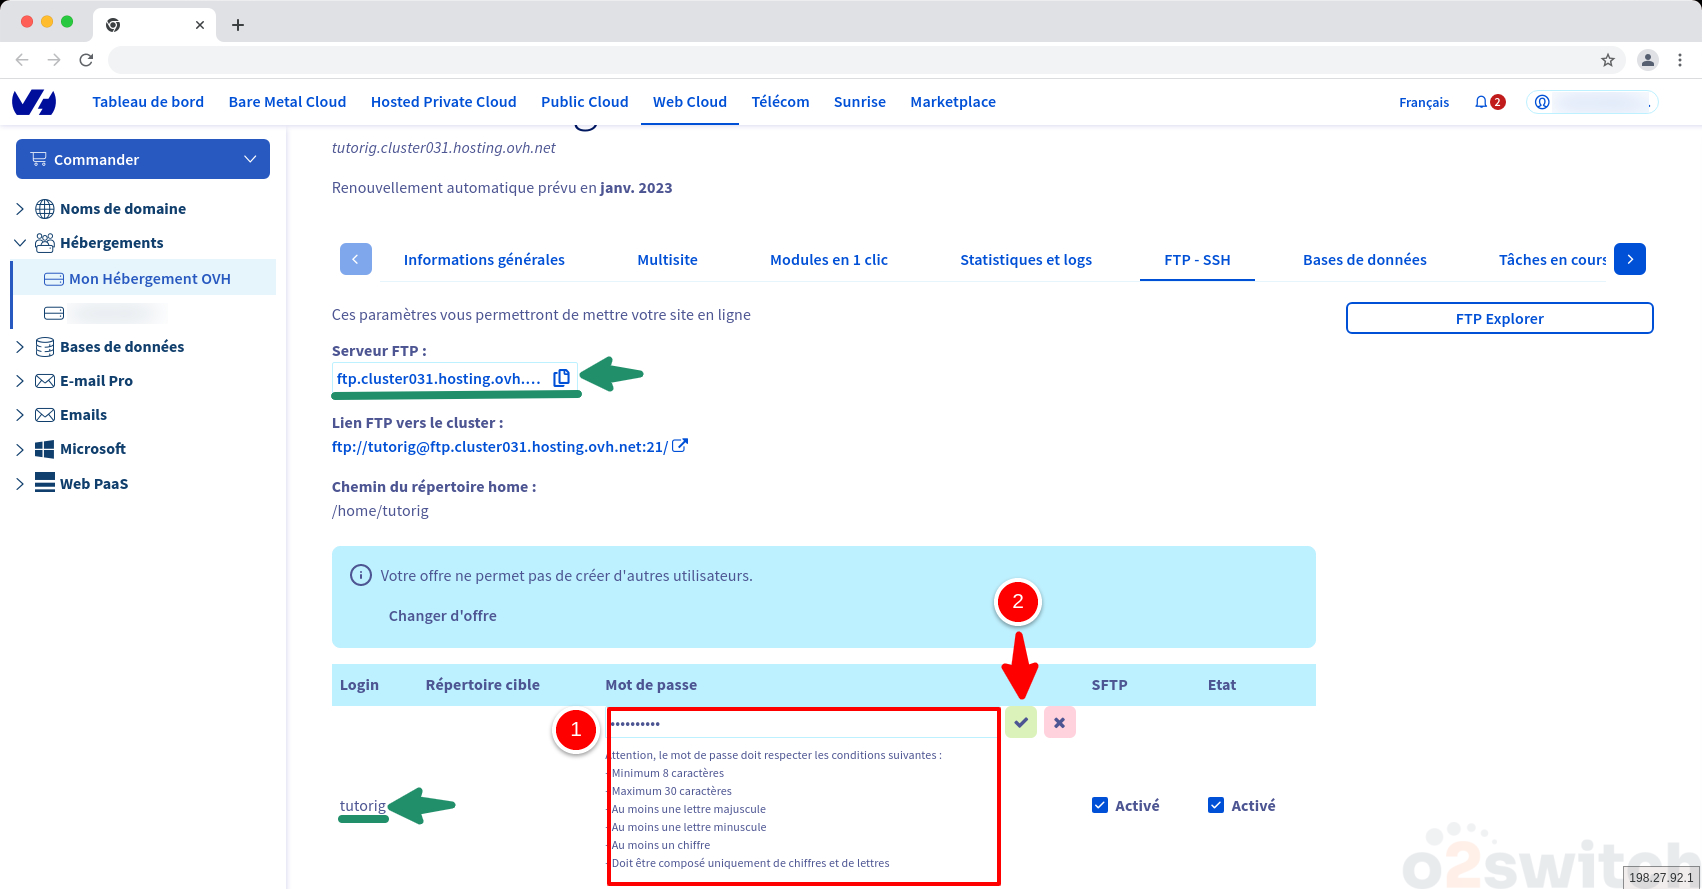 Tableau de bord Bare Metal Cloud Hosted Private Cloud Public Cloud Web Cloud Télécom Sunrise Marketplace Français 2
Commander
Noms de domaine
Hébergements
Mon Hébergement OVH
Bases de données
E-mail Pro
Emails
Microsoft
Web PaaS
tutorig.cluster031.hosting.ovh.net
Renouvellement automatique prévu en janv. 2023
Informations générales Multisite Modules en 1 clic Statistiques et logs FTP - SSH Bases de données Tâches en cours
Ces paramètres vous permettront de mettre votre site en ligne
FTP Explorer
Serveur FTP :
ftp.cluster031.hosting.ovh....
Lien FTP vers le cluster :
ftp://tutorig@ftp.cluster031.hosting.ovh.net:21/
Chemin du répertoire home :
/home/tutorig
Votre offre ne permet pas de créer d'autres utilisateurs.
Changer d'offre
2
Login Répertoire cible Mot de passe SFTP Etat
1
••••••••••
Attention, le mot de passe doit respecter les conditions suivantes :
- Minimum 8 caractères
- Maximum 30 caractères
- Au moins une lettre majuscule
- Au moins une lettre minuscule
- Au moins un chiffre
- Doit être composé uniquement de chiffres et de lettres
tutorig
Activé Activé
o2switch
198.27.92.1